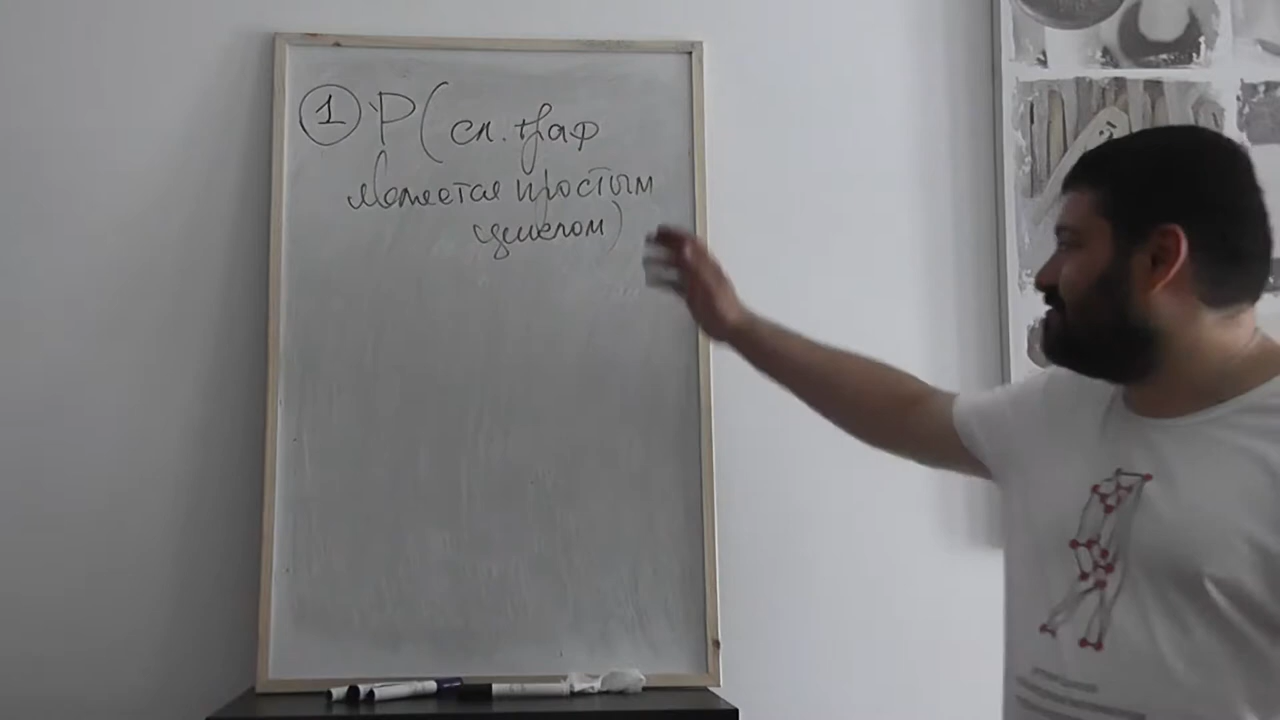 ① P(сл. граф
является простым
циклом)